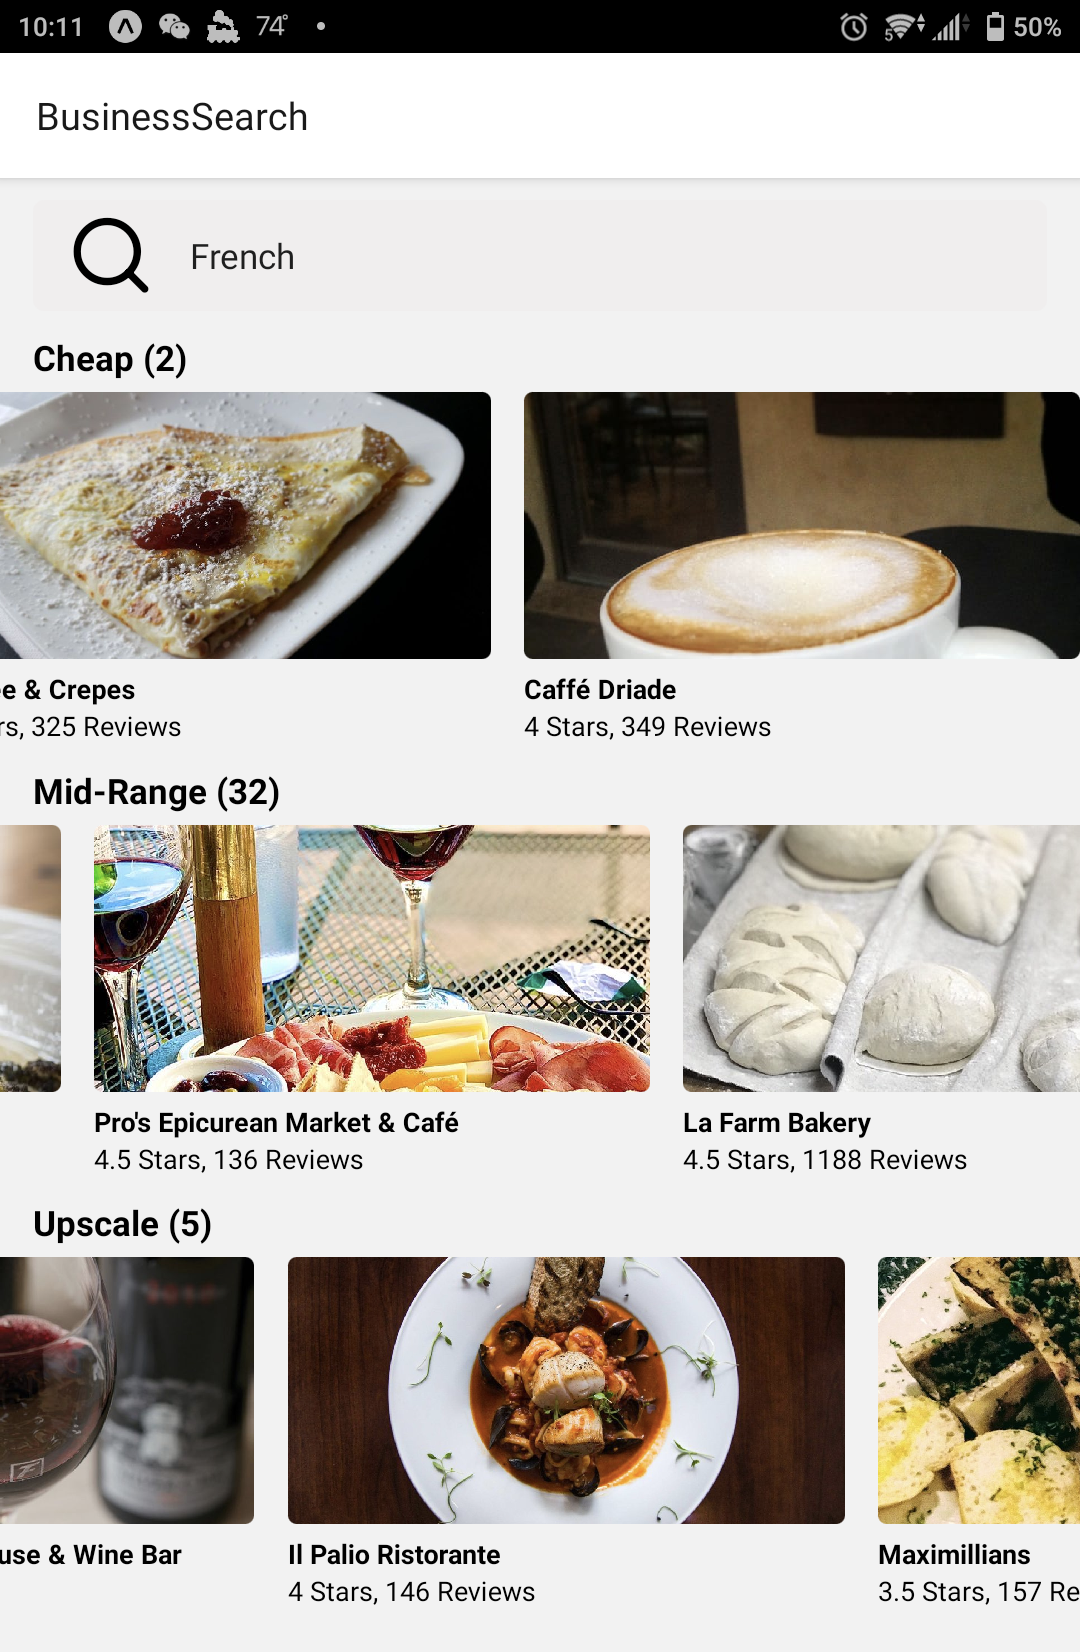 10:11 74° 5 50%
BusinessSearch
French
Cheap (2)
e & Crepes
rs, 325 Reviews
Caffé Driade
4 Stars, 349 Reviews
Mid-Range (32)
Pro's Epicurean Market & Café
4.5 Stars, 136 Reviews
La Farm Bakery
4.5 Stars, 1188 Reviews
Upscale (5)
use & Wine Bar
Il Palio Ristorante
4 Stars, 146 Reviews
Maximillians
3.5 Stars, 157 Re